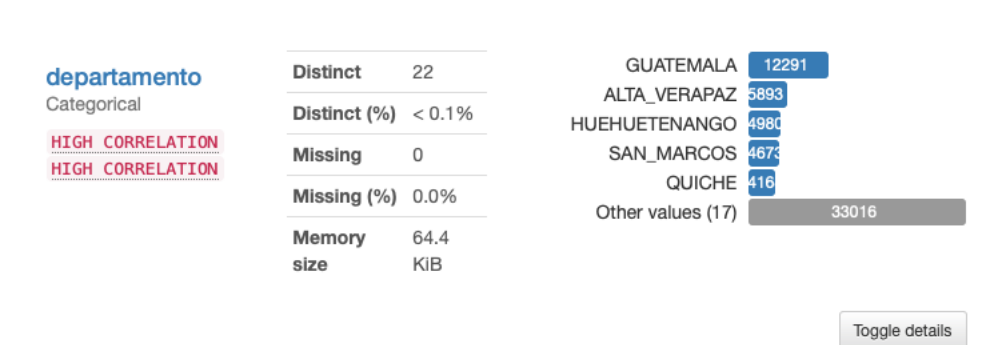 departamento
Categorical
HIGH CORRELATION
HIGH CORRELATION
Distinct 22
Distinct (%) < 0.1%
Missing 0
Missing (%) 0.0%
Memory size 64.4 KiB
GUATEMALA 12291
ALTA_VERAPAZ 5893
HUEHUETENANGO 4980
SAN_MARCOS 4673
QUICHE
Other values (17) 33016
Toggle details